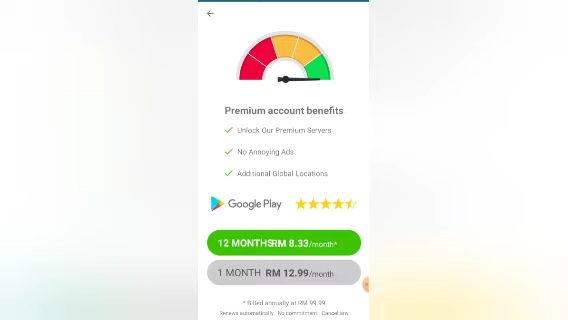 Premium account benefits
Unlock Our Premium Servers
No Annoying Ads
Additional Global Locations
Google Play
12 MONTHS RM 8.33/month*
1 MONTH RM 12.99/month
* Billed annually at RM 99.99
Renews automatically. No commitment. Cancel any